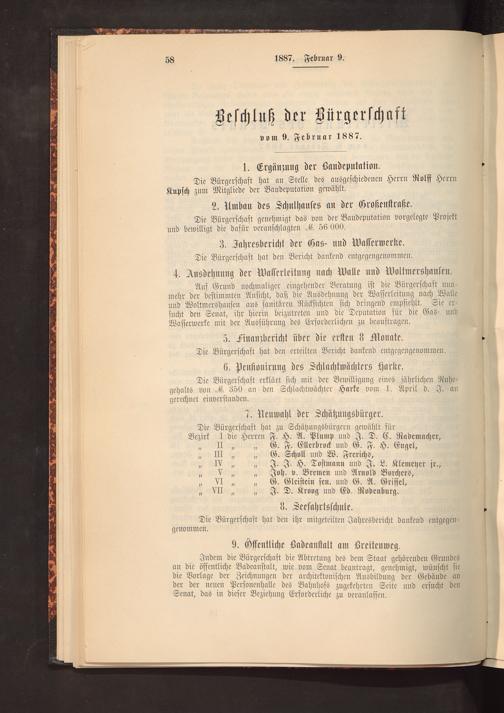 58
1887. Februar 9.
Beschluß der Bürgerschaft
vom 9. Februar 1887.
1. Ergänzung der Baudeputation.
Die Bürgerschaft hat an Stelle des ausgeschiedenen Herrn Rolff Herrn
Kupsch zum Mitgliede der Baudeputation gewählt.
2. Umbau des Schulhauses an der Großenstraße.
Die Bürgerschaft genehmigt das von der Baudeputation vorgelegte Projekt
und bewilligt die dafür veranschlagten M. 56 000.
3. Jahresbericht der Gas- und Wasserwerke.
Die Bürgerschaft hat den Bericht dankend entgegengenommen.
4. Ausdehnung der Wasserleitung nach Walle und Woltmershausen.
Auf Grund nochmaliger eingehender Beratung ist die Bürgerschaft nun-
mehr der bestimmten Ansicht, daß die Ausdehnung der Wasserleitung nach Walle
und Woltmershausen aus sanitären Rücksichten sich dringend empfiehlt. Sie er-
sucht den Senat, ihr hierin beizutreten und die Deputation für die Gas- und
Wasserwerke mit der Ausführung des Erforderlichen zu beauftragen.
5. Finanzbericht über die ersten 8 Monate.
Die Bürgerschaft hat den erteilten Bericht dankend entgegengenommen.
6. Pensionirung des Schlachtwächters Harke.
Die Bürgerschaft erklärt sich mit der Bewilligung eines jährlichen Ruhe-
gehalts von M. 350 an den Schlachtwächter Harke vom 1. April d. J. an
gerechnet einverstanden.
7. Neuwahl der Schätzungsbürger.
Die Bürgerschaft hat zu Schätzungsbürgern gewählt für
Bezirk I die Herren F. H. A. Plump und J. D. C. Rademacher,
„ II „ „ G. F. Ellerbrock und G. F. H. Engel,
„ III „ „ G. Scholl und W. Frerichs,
„ IV „ „ J. J. H. Toßmann und J. L. Klemeyer jr.,
„ V „ „ Joh. v. Bremen und Arnold Borchers,
„ VI „ „ G. Gleistein sen. und G. A. Grissel,
„ VII „ „ J. D. Kroog und Ed. Rodenburg.
8. Seefahrtschule.
Die Bürgerschaft hat den ihr mitgeteilten Jahresbericht dankend entgegen-
genommen.
9. Öffentliche Badeanstalt am Breitenweg.
Indem die Bürgerschaft die Abtretung des dem Staat gehörenden Grundes
an die öffentliche Badeanstalt, wie vom Senat beantragt, genehmigt, wünscht sie
die Vorlage der Zeichnungen der architektonischen Ausbildung der Gebäude an
der der neuen Personenhalle des Bahnhofs zugekehrten Seite und ersucht den
Senat, das in dieser Beziehung Erforderliche zu veranlassen.